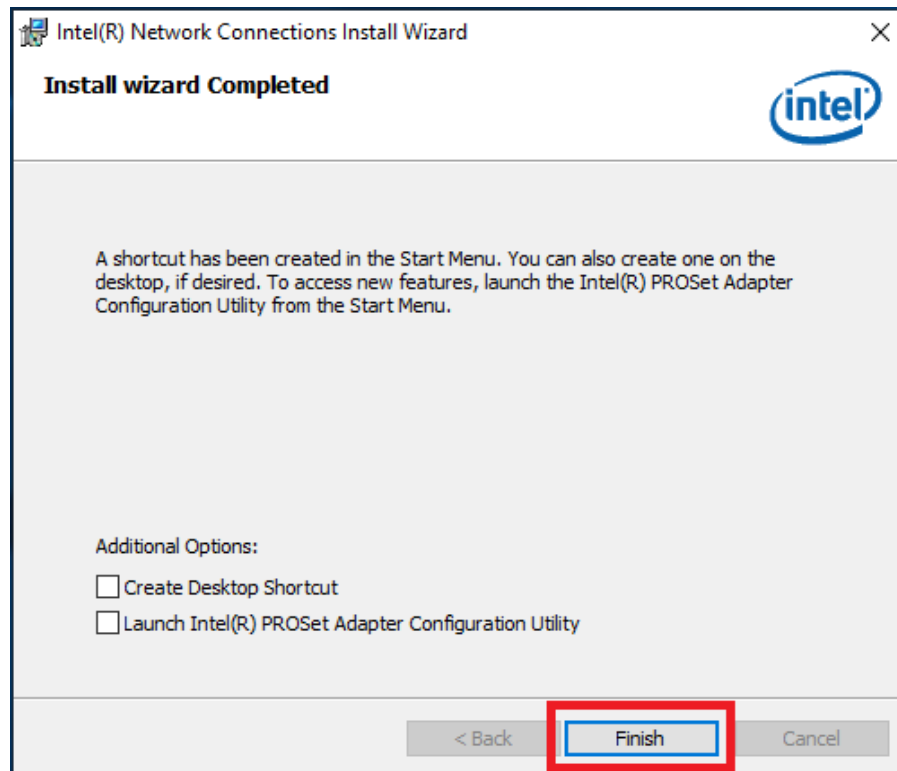 Intel(R) Network Connections Install Wizard
Install wizard Completed
intel
A shortcut has been created in the Start Menu. You can also create one on the
desktop, if desired. To access new features, launch the Intel(R) PROSet Adapter
Configuration Utility from the Start Menu.
Additional Options:
Create Desktop Shortcut
Launch Intel(R) PROSet Adapter Configuration Utility
< Back Finish Cancel